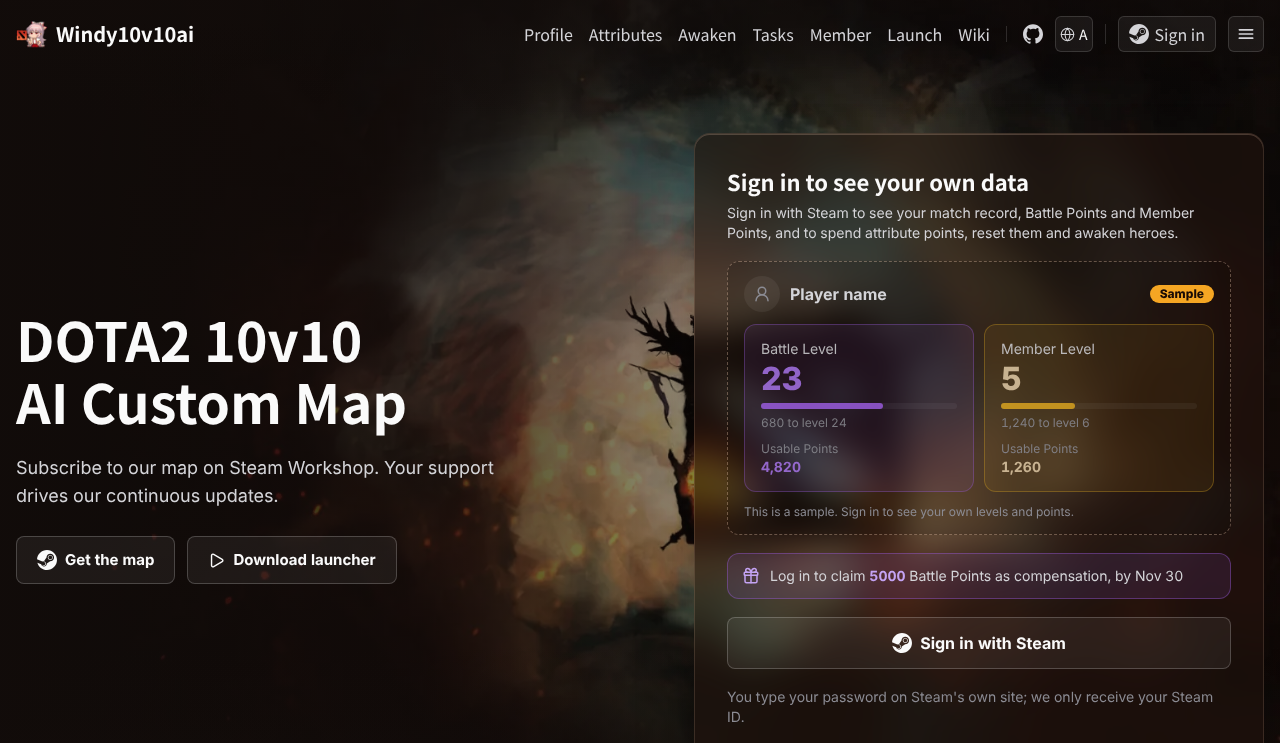 Windy10v10ai
Profile Attributes Awaken Tasks Member Launch Wiki A Sign in
DOTA2 10v10
AI Custom Map
Subscribe to our map on Steam Workshop. Your support
drives our continuous updates.
Get the map Download launcher
Sign in to see your own data
Sign in with Steam to see your match record, Battle Points and Member
Points, and to spend attribute points, reset them and awaken heroes.
Player name Sample
Battle Level
23
680 to level 24
Usable Points
4,820
Member Level
5
1,240 to level 6
Usable Points
1,260
This is a sample. Sign in to see your own levels and points.
Log in to claim 5000 Battle Points as compensation, by Nov 30
Sign in with Steam
You type your password on Steam's own site; we only receive your Steam
ID.